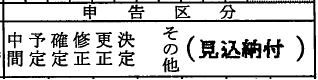 申告区分
中間 予定 確定 修正 更正 決定 その他 (見込納付)